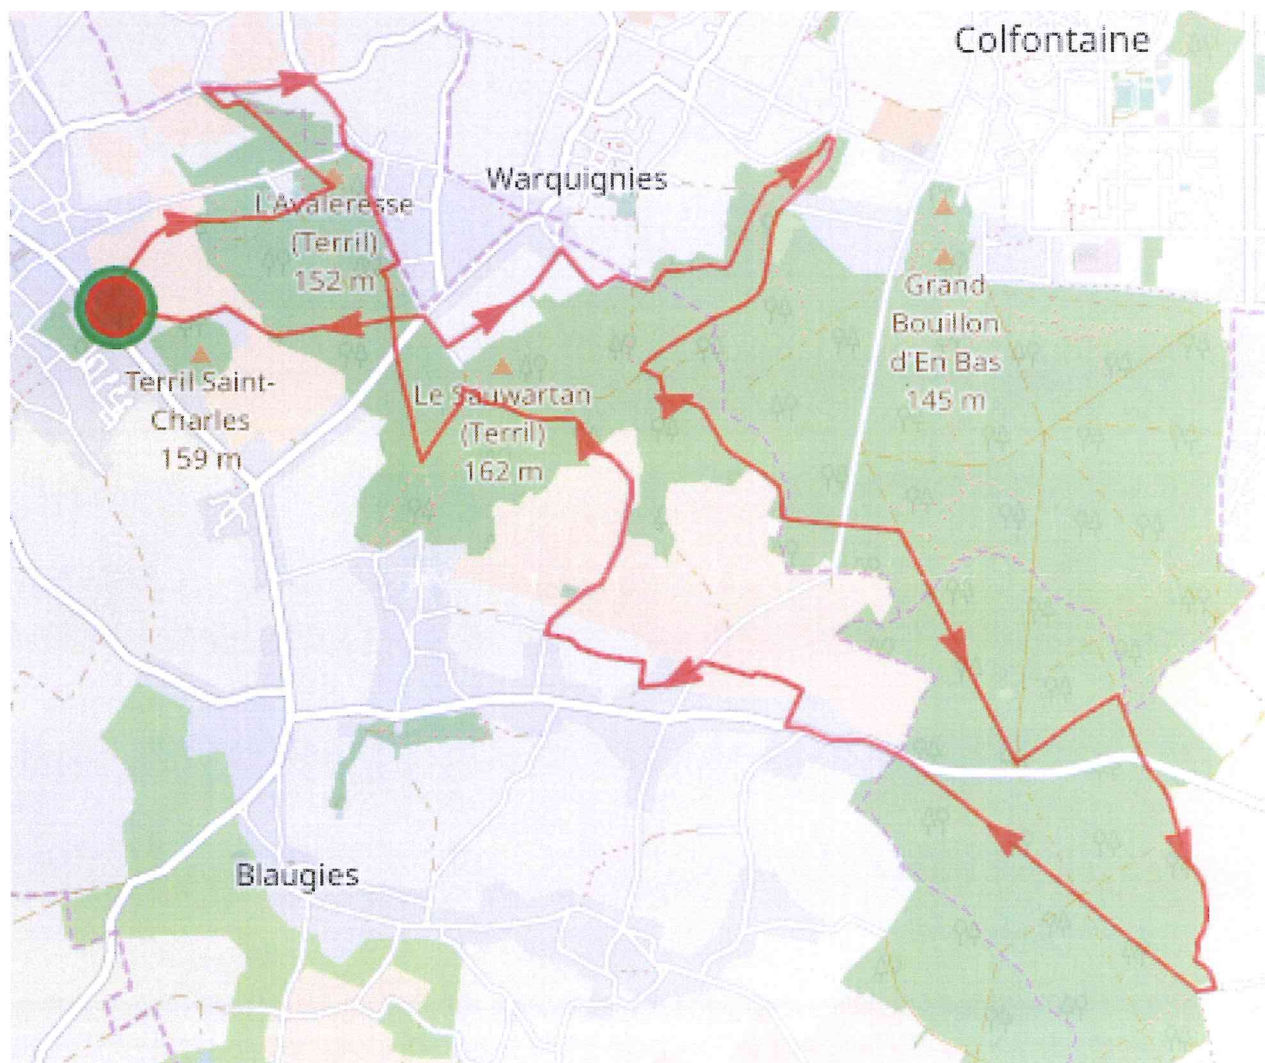 Colfontaine
Warquignies
L'Avaleresse
(Terril)
152 m
Grand
Bouillon
d'En Bas
145 m
Terril Saint-
Charles
159 m
Le Sauwartan
(Terril)
162 m
Blaugies